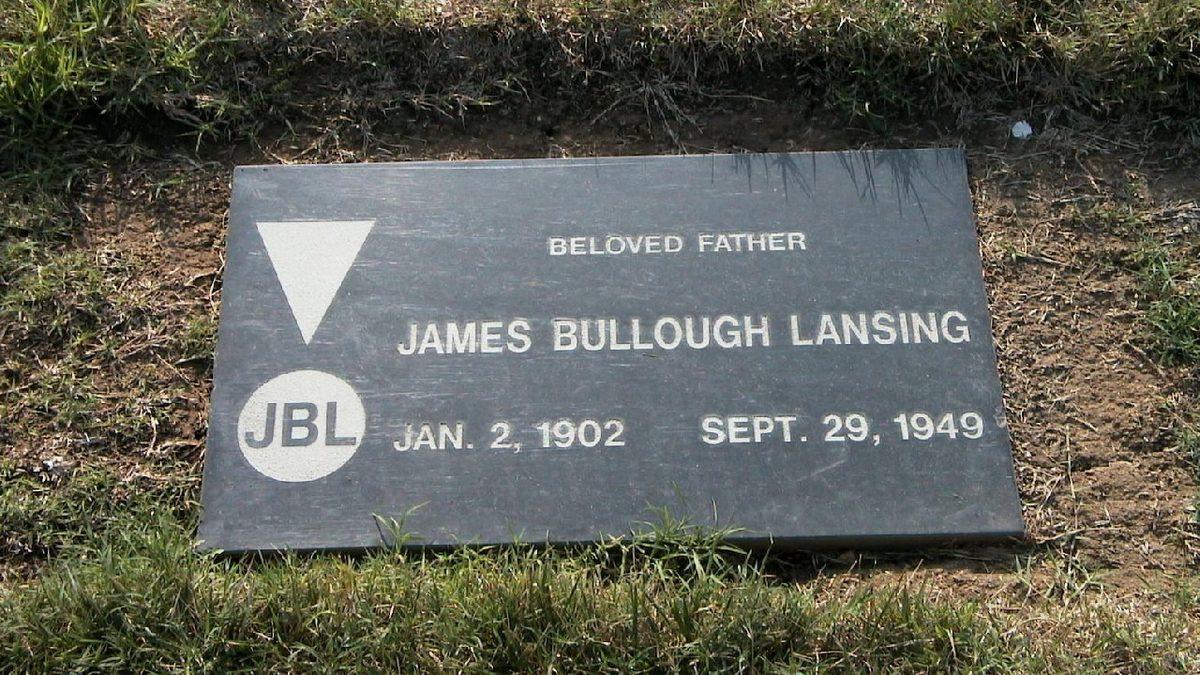 BELOVED FATHER
JAMES BULLOUGH LANSING
JBL
JAN. 2, 1902 SEPT. 29, 1949